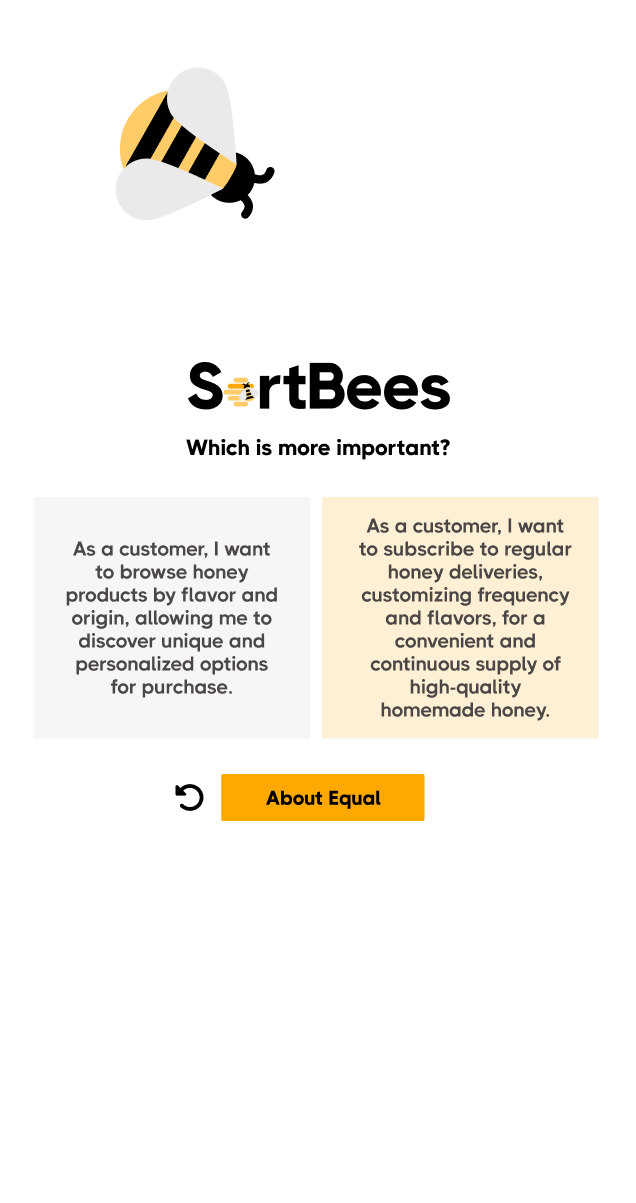 SortBees
Which is more important?
As a customer, I want
to browse honey
products by flavor and
origin, allowing me to
discover unique and
personalized options
for purchase.
As a customer, I want
to subscribe to regular
honey deliveries,
customizing frequency
and flavors, for a
convenient and
continuous supply of
high-quality
homemade honey.
About Equal